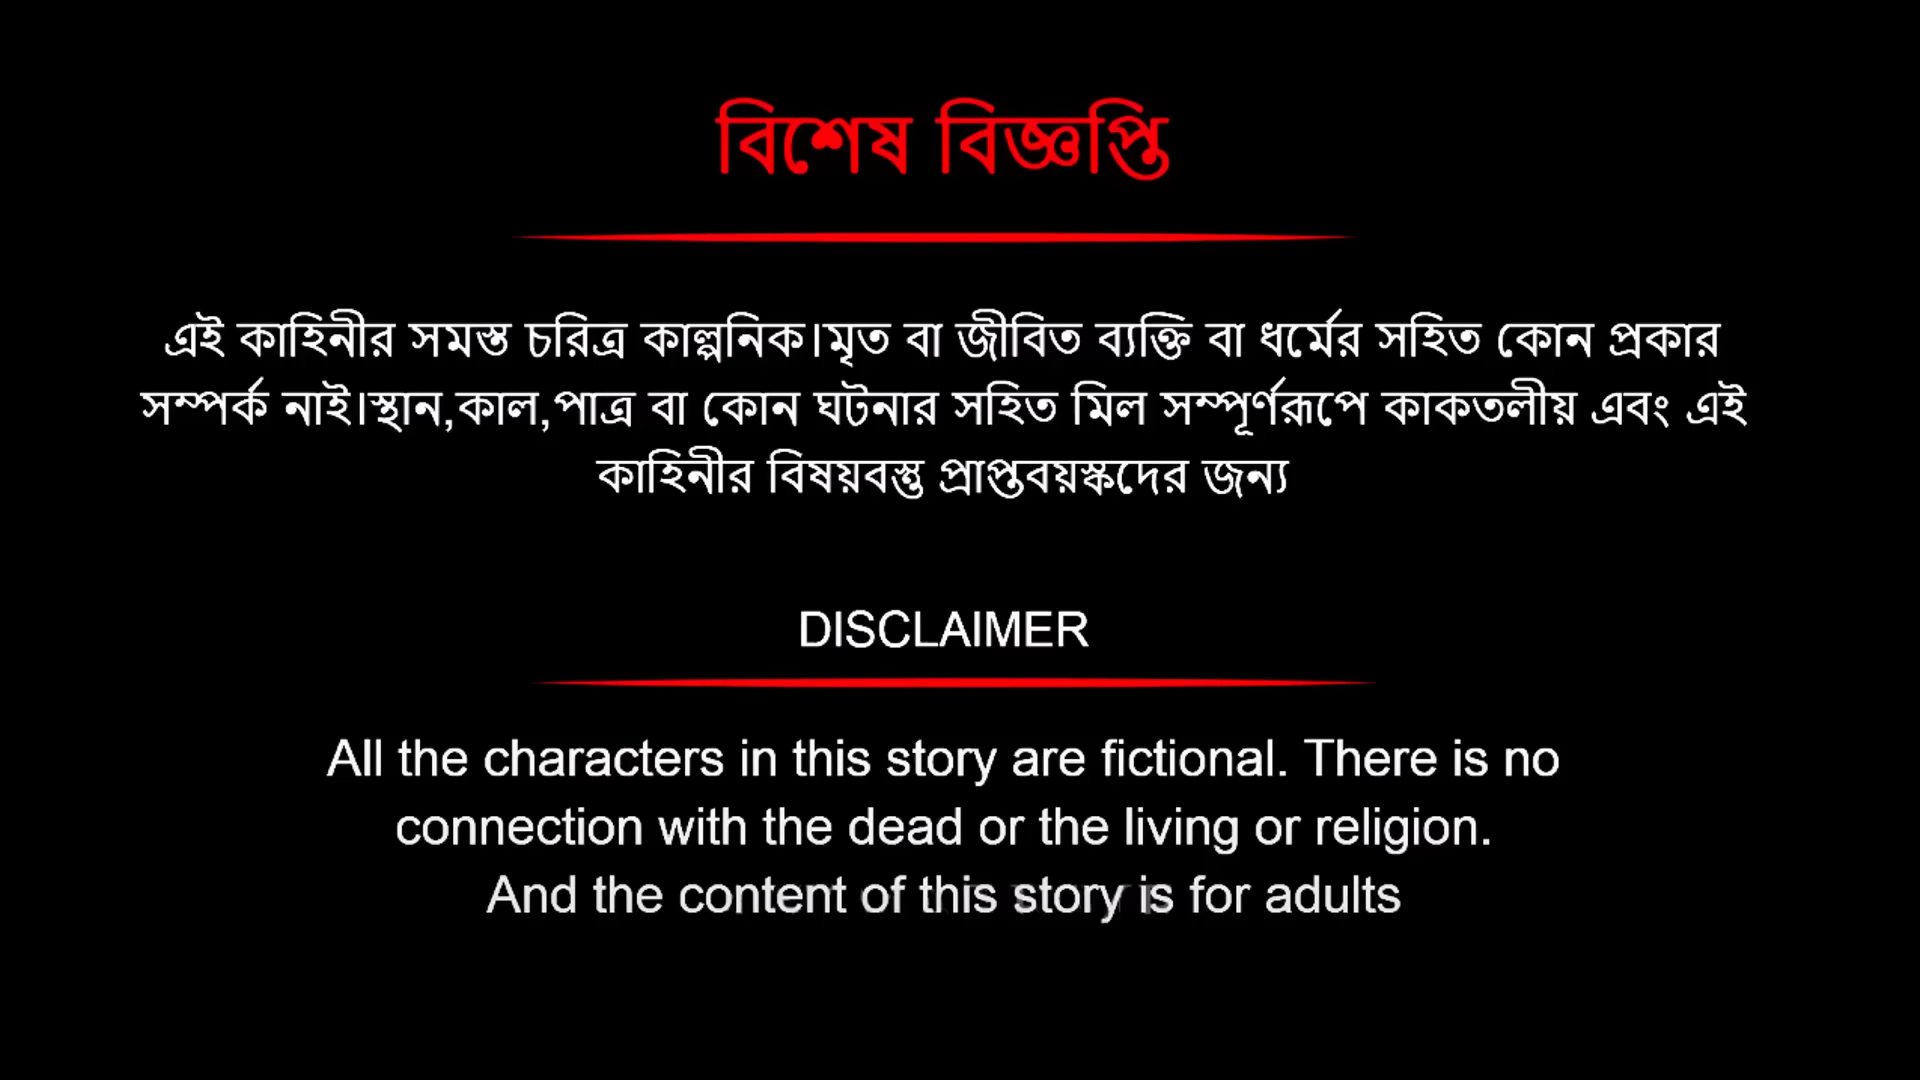 বিশেষ বিজ্ঞপ্তি
এই কাহিনীর সমস্ত চরিত্র কাল্পনিক।মৃত বা জীবিত ব্যক্তি বা ধর্মের সহিত কোন প্রকার
সম্পর্ক নাই।স্থান,কাল,পাত্র বা কোন ঘটনার সহিত মিল সম্পূর্ণরূপে কাকতলীয় এবং এই
কাহিনীর বিষয়বস্তু প্রাপ্তবয়স্কদের জন্য
DISCLAIMER
All the characters in this story are fictional. There is no
connection with the dead or the living or religion.
And the content of this story is for adults